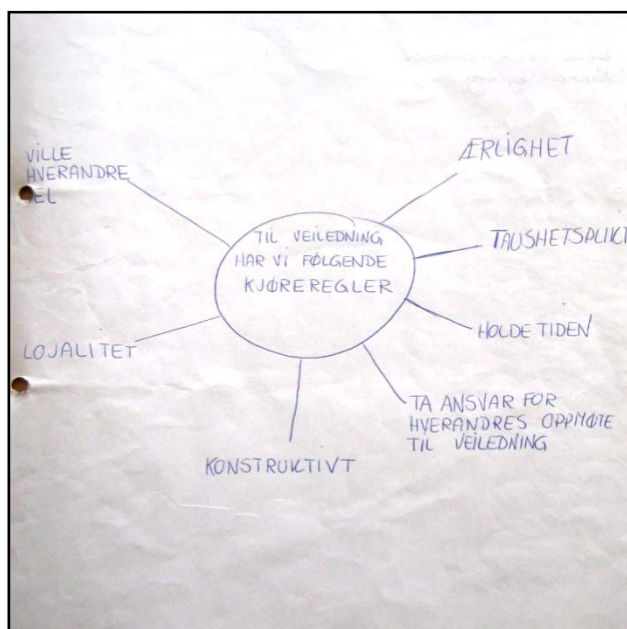 TIL VEILEDNING
HAR VI FØLGENDE
KJØREREGLER
ÆRLIGHET
TAUSHETSPLIKT
HOLDE TIDEN
TA ANSVAR FOR
HVERANDRES OPPMØTE
TIL VEILEDNING
KONSTRUKTIVT
LOJALITET
VILLE
HVERANDRE